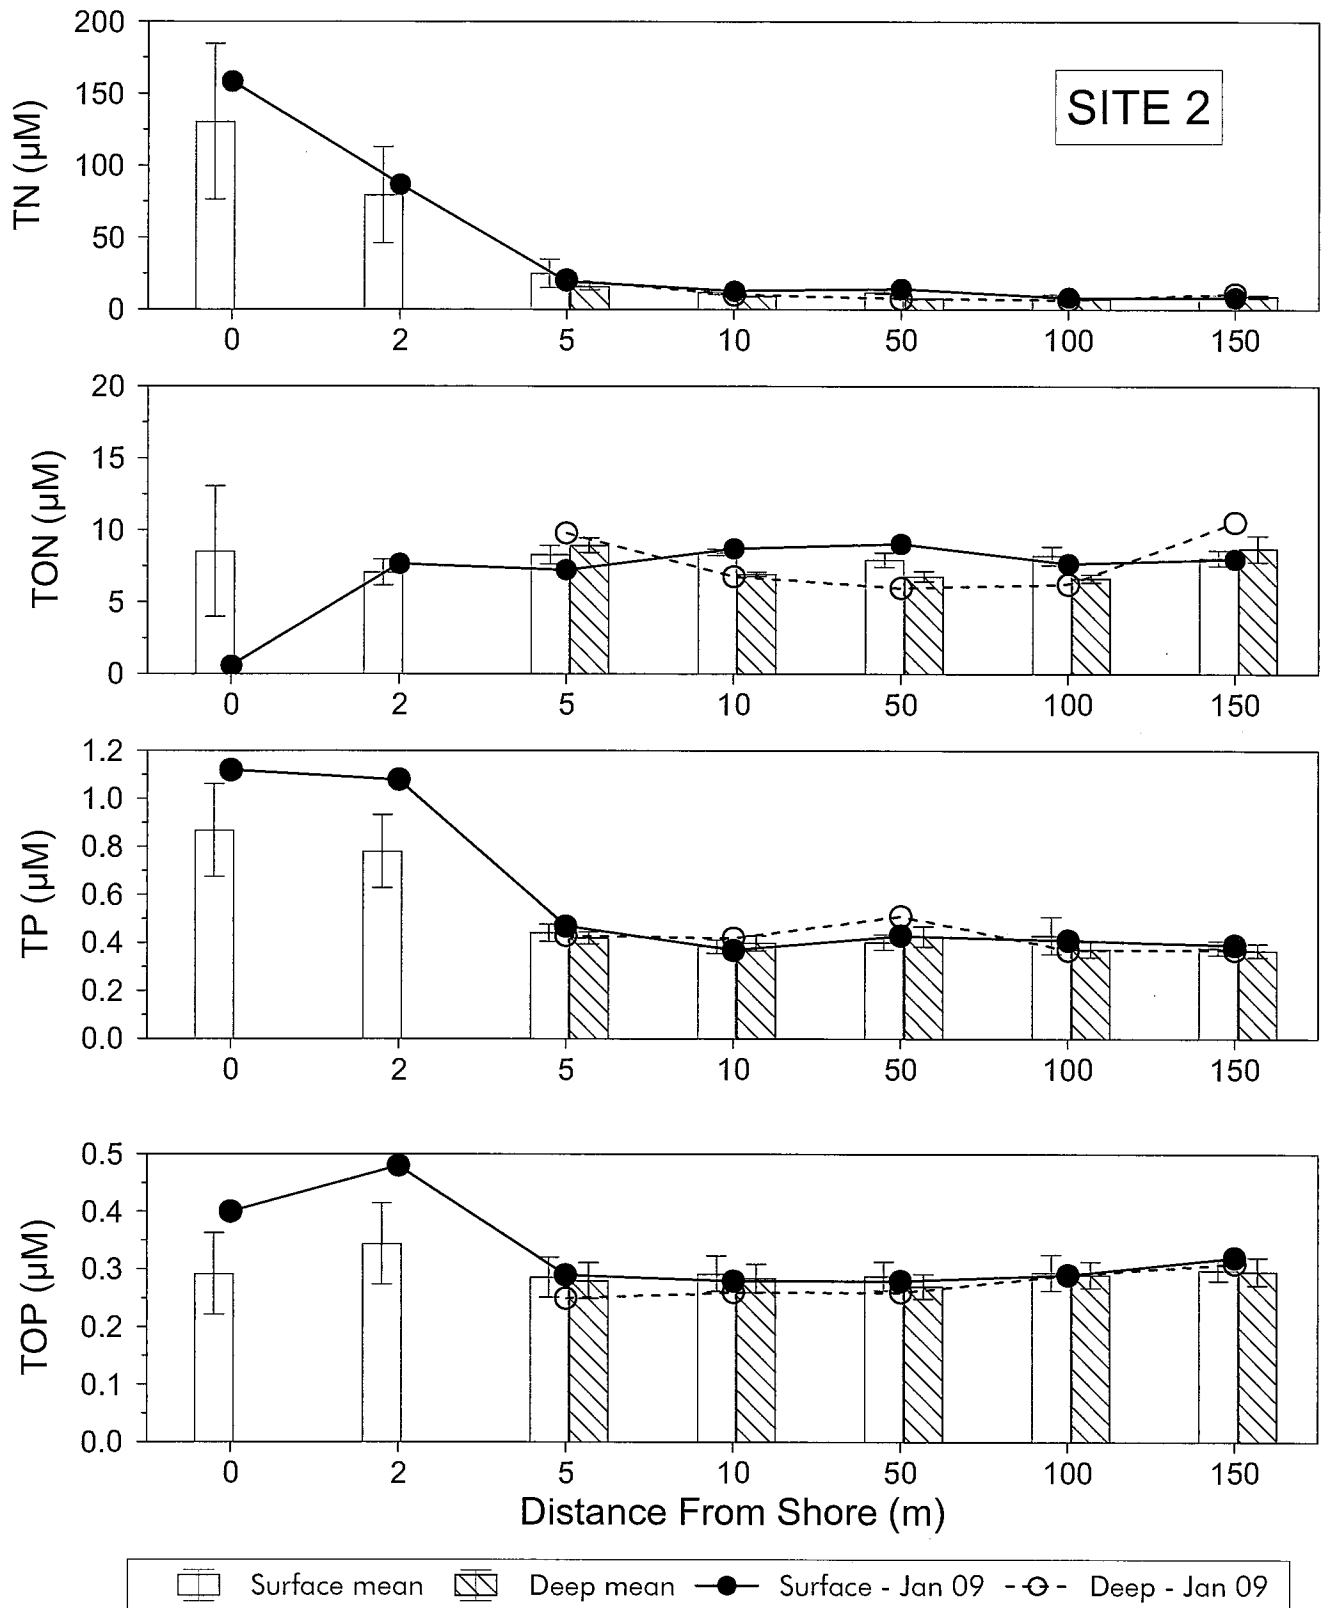 SITE 2
TN (µM)
200
150
100
50
0
0 2 5 10 50 100 150
TON (µM)
20
15
10
5
0
0 2 5 10 50 100 150
TP (µM)
1.2
1.0
0.8
0.6
0.4
0.2
0.0
0 2 5 10 50 100 150
TOP (µM)
0.5
0.4
0.3
0.2
0.1
0.0
0 2 5 10 50 100 150
Distance From Shore (m)
Surface mean Deep mean Surface - Jan 09 Deep - Jan 09